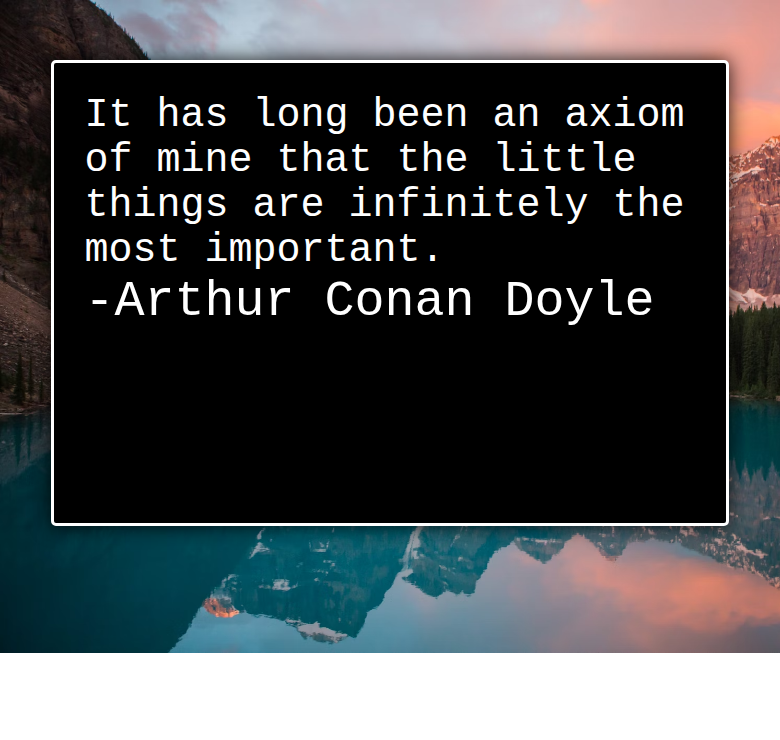 It has long been an axiom
of mine that the little
things are infinitely the
most important.
-Arthur Conan Doyle